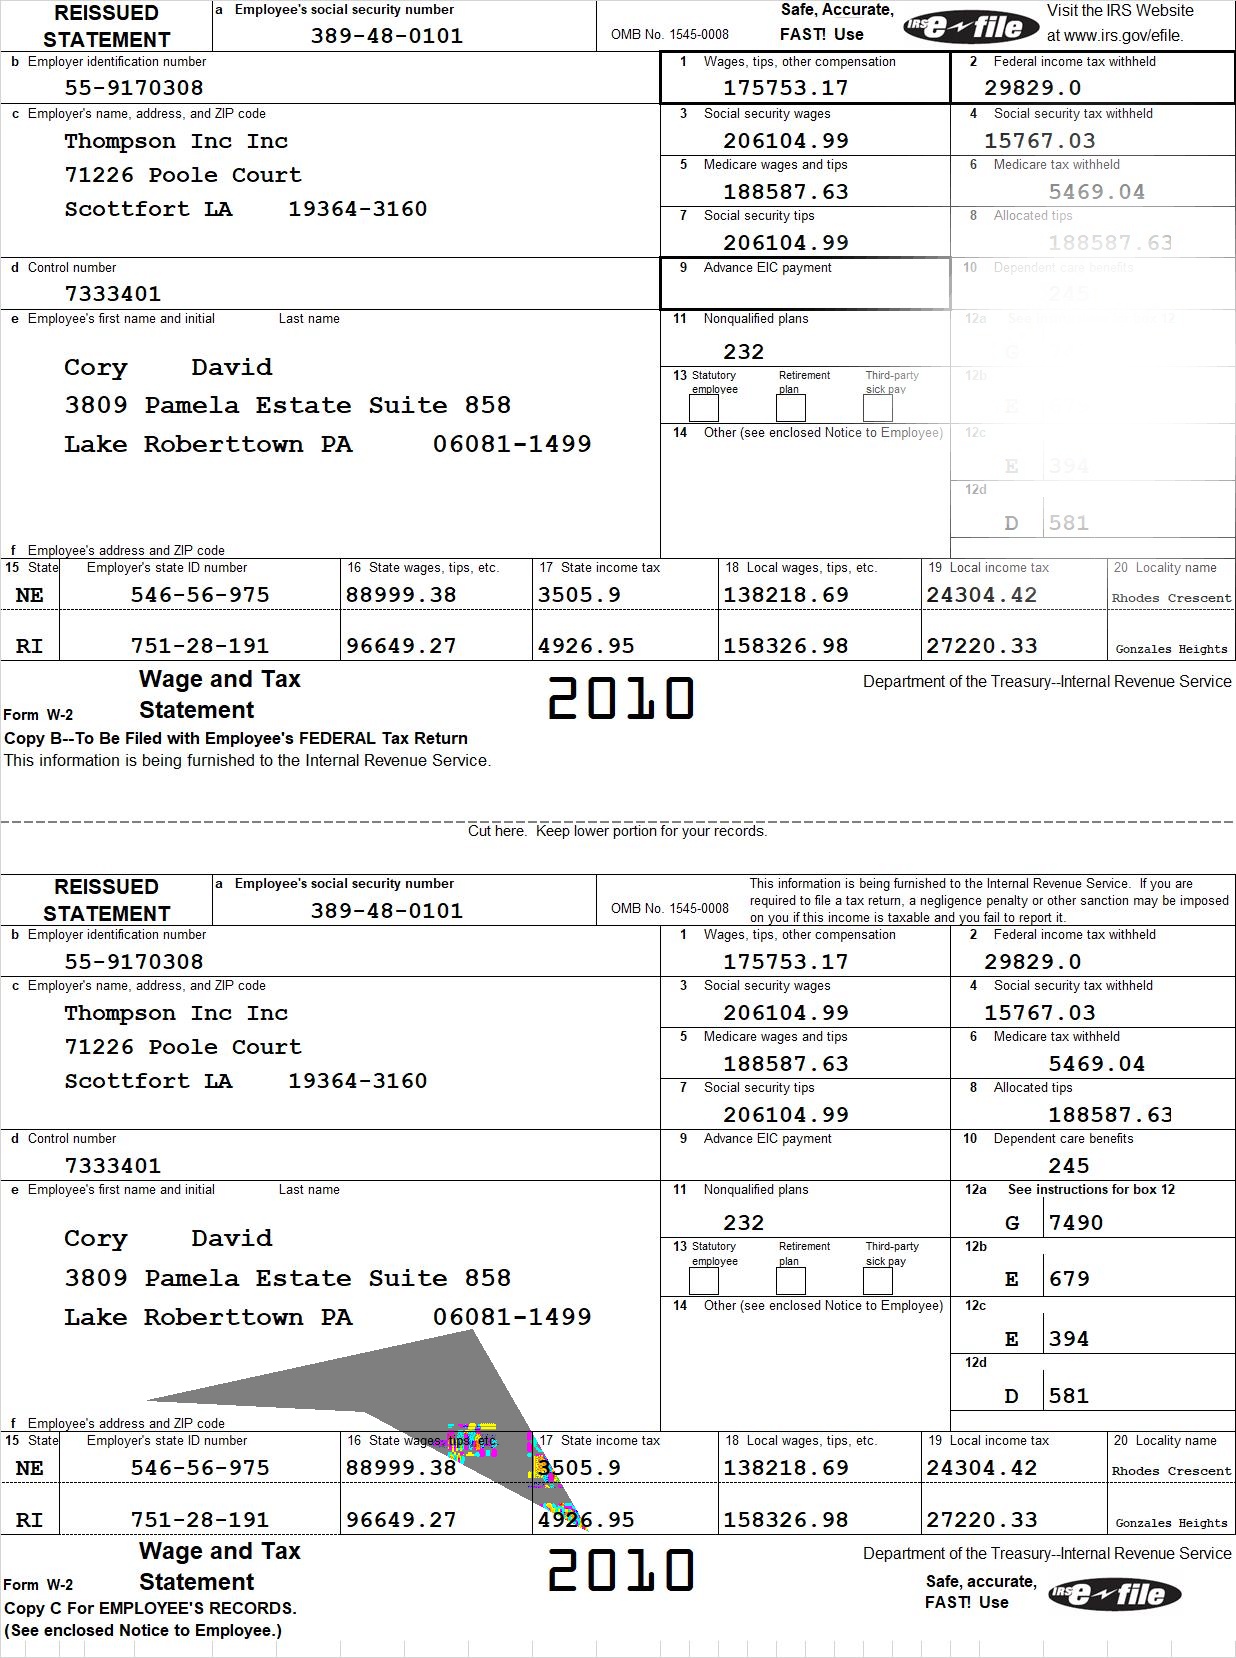 REISSUED STATEMENT
a Employee's social security number
389-48-0101
OMB No. 1545-0008
Safe, Accurate, FAST! Use
IRS e-file
Visit the IRS Website at www.irs.gov/efile.
b Employer identification number
55-9170308
1 Wages, tips, other compensation
175753.17
2 Federal income tax withheld
29829.0
c Employer's name, address, and ZIP code
Thompson Inc Inc
71226 Poole Court
Scottfort LA 19364-3160
3 Social security wages
206104.99
4 Social security tax withheld
15767.03
5 Medicare wages and tips
188587.63
6 Medicare tax withheld
5469.04
7 Social security tips
206104.99
8 Allocated tips
188587.63
d Control number
7333401
9 Advance EIC payment
10 Dependent care benefits
245
e Employee's first name and initial Last name
Cory David
3809 Pamela Estate Suite 858
Lake Roberttown PA 06081-1499
11 Nonqualified plans
232
12a See
G
13 Statutory employee Retirement plan Third-party sick pay
12b
E
14 Other (see enclosed Notice to Employee)
12c
E 394
12d
D 581
f Employee's address and ZIP code
15 State Employer's state ID number 16 State wages, tips, etc. 17 State income tax 18 Local wages, tips, etc. 19 Local income tax 20 Locality name
NE 546-56-975 88999.38 3505.9 138218.69 24304.42 Rhodes Crescent
RI 751-28-191 96649.27 4926.95 158326.98 27220.33 Gonzales Heights
Form W-2 Wage and Tax Statement
2010
Department of the Treasury--Internal Revenue Service
Copy B--To Be Filed with Employee's FEDERAL Tax Return
This information is being furnished to the Internal Revenue Service.
Cut here. Keep lower portion for your records.
REISSUED STATEMENT
a Employee's social security number
389-48-0101
OMB No. 1545-0008
This information is being furnished to the Internal Revenue Service. If you are
required to file a tax return, a negligence penalty or other sanction may be imposed
on you if this income is taxable and you fail to report it.
b Employer identification number
55-9170308
1 Wages, tips, other compensation
175753.17
2 Federal income tax withheld
29829.0
c Employer's name, address, and ZIP code
Thompson Inc Inc
71226 Poole Court
Scottfort LA 19364-3160
3 Social security wages
206104.99
4 Social security tax withheld
15767.03
5 Medicare wages and tips
188587.63
6 Medicare tax withheld
5469.04
7 Social security tips
206104.99
8 Allocated tips
188587.63
d Control number
7333401
9 Advance EIC payment
10 Dependent care benefits
245
e Employee's first name and initial Last name
Cory David
3809 Pamela Estate Suite 858
Lake Roberttown PA 06081-1499
11 Nonqualified plans
232
12a See instructions for box 12
G 7490
13 Statutory employee Retirement plan Third-party sick pay
12b
E 679
14 Other (see enclosed Notice to Employee)
12c
E 394
12d
D 581
f Employee's address and ZIP code
15 State Employer's state ID number 16 State wages, tips, etc. 17 State income tax 18 Local wages, tips, etc. 19 Local income tax 20 Locality name
NE 546-56-975 88999.38 3505.9 138218.69 24304.42 Rhodes Crescent
RI 751-28-191 96649.27 4926.95 158326.98 27220.33 Gonzales Heights
Form W-2 Wage and Tax Statement
2010
Department of the Treasury--Internal Revenue Service
Safe, accurate, FAST! Use
IRS e-file
Copy C For EMPLOYEE'S RECORDS.
(See enclosed Notice to Employee.)